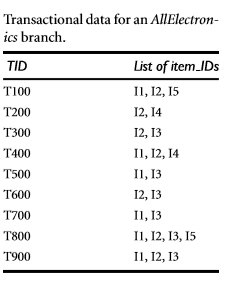 Transactional data for an AllElectron-
ics branch.
TID List of item_IDs
T100 I1, I2, I5
T200 I2, I4
T300 I2, I3
T400 I1, I2, I4
T500 I1, I3
T600 I2, I3
T700 I1, I3
T800 I1, I2, I3, I5
T900 I1, I2, I3